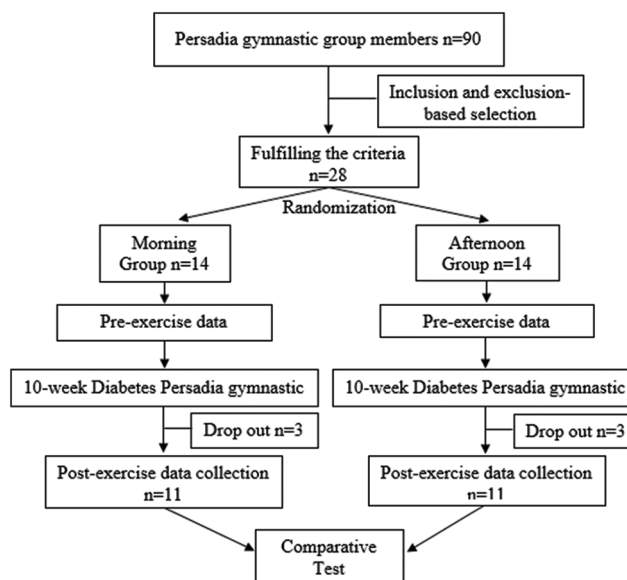 Persadia gymnastic group members n=90
Inclusion and exclusion-
based selection
Fulfilling the criteria
n=28
Randomization
Morning
Group n=14
Afternoon
Group n=14
Pre-exercise data
Pre-exercise data
10-week Diabetes Persadia gymnastic
10-week Diabetes Persadia gymnastic
Drop out n=3
Drop out n=3
Post-exercise data collection
n=11
Post-exercise data collection
n=11
Comparative
Test